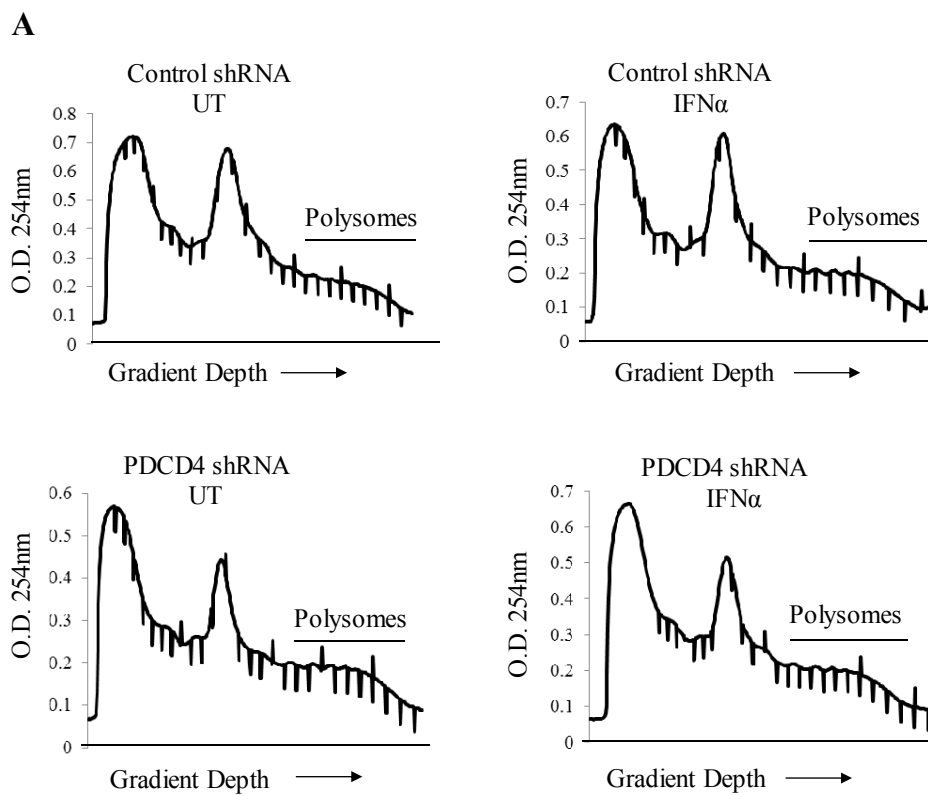 A
Control shRNA
UT
0.8
0.7
0.6
0.5
0.4
0.3
0.2
0.1
0
O.D. 254nm
Polysomes
Gradient Depth
Control shRNA
IFNα
0.7
0.6
0.5
0.4
0.3
0.2
0.1
0
O.D. 254nm
Polysomes
Gradient Depth
PDCD4 shRNA
UT
0.6
0.5
0.4
0.3
0.2
0.1
0
O.D. 254nm
Polysomes
Gradient Depth
PDCD4 shRNA
IFNα
0.7
0.6
0.5
0.4
0.3
0.2
0.1
0
O.D. 254nm
Polysomes
Gradient Depth